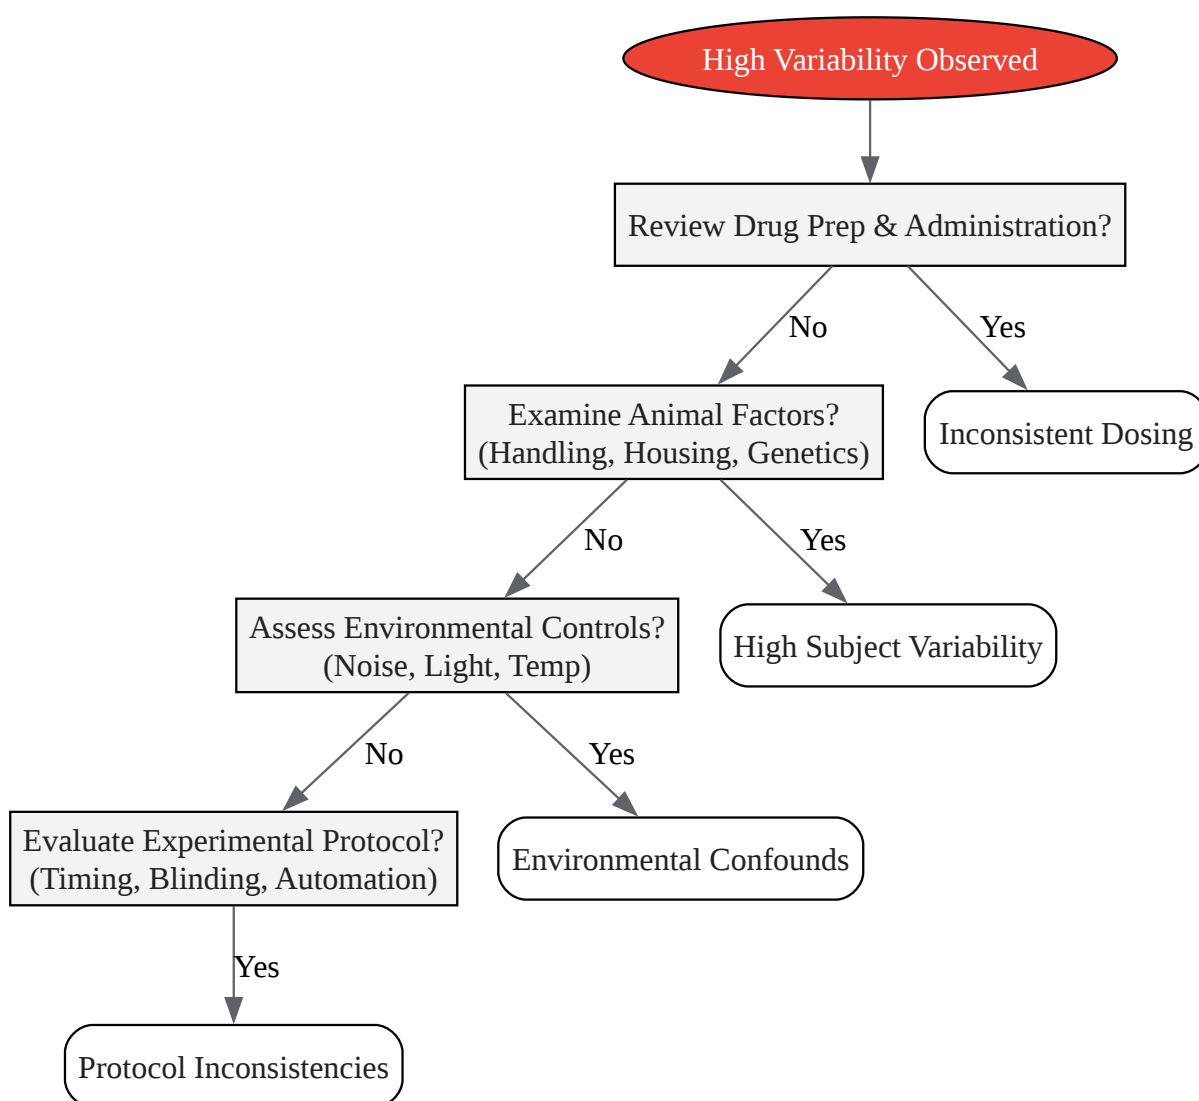 High Variability Observed
Review Drug Prep & Administration?
No
Yes
Examine Animal Factors?
(Handling, Housing, Genetics)
Inconsistent Dosing
No
Yes
Assess Environmental Controls?
(Noise, Light, Temp)
High Subject Variability
No
Yes
Evaluate Experimental Protocol?
(Timing, Blinding, Automation)
Environmental Confounds
Yes
Protocol Inconsistencies